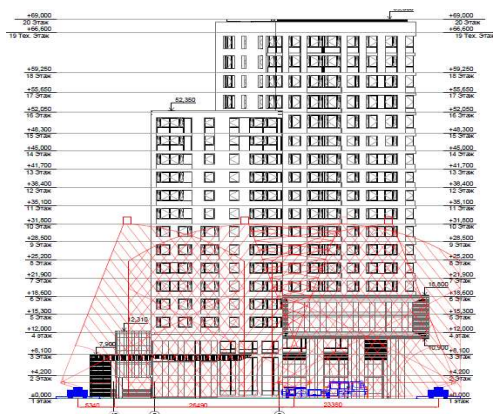 +69,000
20 Этаж
+66,600
19 Тех. Этаж
+59,250
18 Этаж
+55,650
17 Этаж
+52,050
16 Этаж
+48,300
15 Этаж
+45,000
14 Этаж
+41,700
13 Этаж
+38,400
12 Этаж
+35,100
11 Этаж
+31,800
10 Этаж
+28,500
9 Этаж
+25,200
8 Этаж
+21,900
7 Этаж
+18,600
6 Этаж
+15,300
5 Этаж
+12,000
4 этаж
+8,100
3 Этаж
+4,200
2 Этаж
+0,000
1 этаж
52,350
12,310
7,900
16,800
10,900
5340
26490
23380
+69,000
20 Этаж
+66,600
19 Тех. Этаж
+59,250
18 Этаж
+55,650
17 Этаж
+52,050
16 Этаж
+48,300
15 Этаж
+45,000
14 Этаж
+41,700
13 Этаж
+38,400
12 Этаж
+35,100
11 Этаж
+31,800
10 Этаж
+28,500
9 Этаж
+25,200
8 Этаж
+21,900
7 Этаж
+18,600
6 Этаж
+15,300
5 Этаж
+12,000
4 Этаж
+8,100
3 Этаж
+4,200
2 Этаж
+0,000
1 этаж